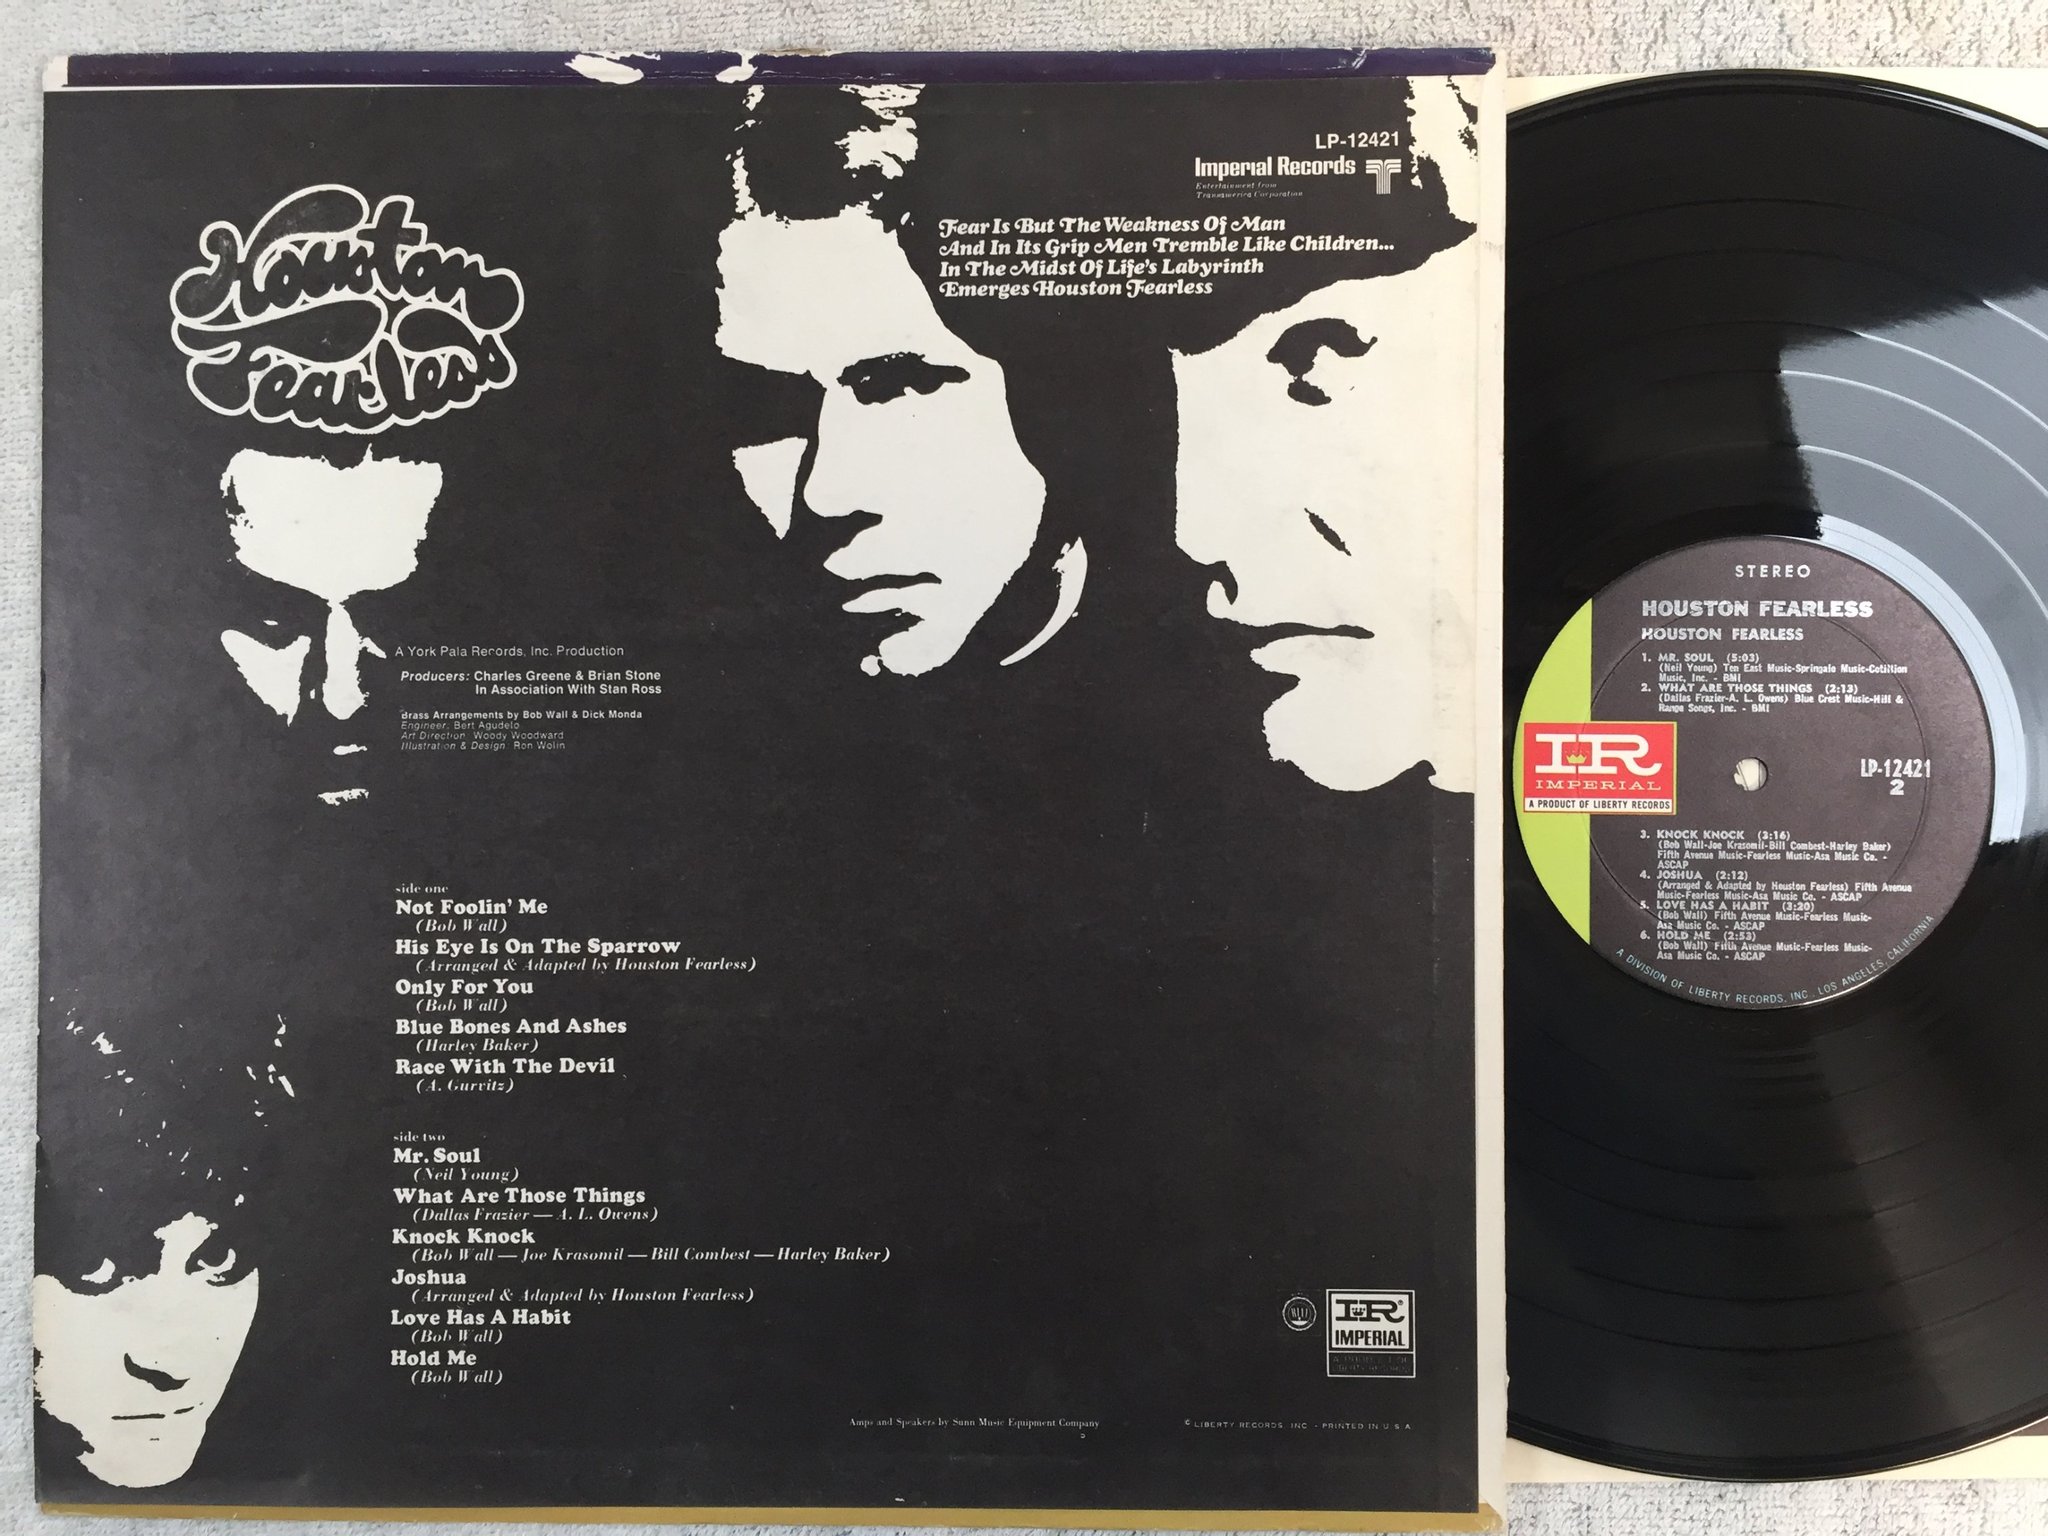 Houston
Fearless
LP-12421
Imperial Records
Entertainment from
Transamerica Corporation
Fear Is But The Weakness Of Man
And In Its Grip Men Tremble Like Children...
In The Midst Of Life's Labyrinth
Emerges Houston Fearless
A York Pala Records, Inc. Production
Producers: Charles Greene & Brian Stone
In Association With Stan Ross
Brass Arrangements by Bob Wall & Dick Monda
Engineer: Bert Agudelo
Art Direction: Woody Woodward
Illustration & Design: Ron Wolin
side one
Not Foolin' Me
(Bob Wall)
His Eye Is On The Sparrow
(Arranged & Adapted by Houston Fearless)
Only For You
(Bob Wall)
Blue Bones And Ashes
(Harley Baker)
Race With The Devil
(A. Gurvitz)
side two
Mr. Soul
(Neil Young)
What Are Those Things
(Dallas Frazier — A. L. Owens)
Knock Knock
(Bob Wall — Joe Krasomil — Bill Combest — Harley Baker)
Joshua
(Arranged & Adapted by Houston Fearless)
Love Has A Habit
(Bob Wall)
Hold Me
(Bob Wall)
IR®
IMPERIAL
A PRODUCT OF
LIBERTY RECORDS
Amps and Speakers by Sunn Music Equipment Company
© LIBERTY RECORDS, INC. - PRINTED IN U.S.A.
STEREO
HOUSTON FEARLESS
HOUSTON FEARLESS
1. MR. SOUL (5:03)
(Neil Young) Ten East Music-Springalo Music-Cotillion
Music, Inc. - BMI
2. WHAT ARE THOSE THINGS (2:13)
(Dallas Frazier-A. L. Owens) Blue Crest Music-Hill &
Range Songs, Inc. - BMI
IR
IMPERIAL
A PRODUCT OF LIBERTY RECORDS
LP-12421
2
3. KNOCK KNOCK (3:16)
(Bob Wall-Joe Krasomil-Bill Combest-Harley Baker)
Fifth Avenue Music-Fearless Music-Asa Music Co. -
ASCAP
4. JOSHUA (2:12)
(Arranged & Adapted by Houston Fearless) Fifth Avenue
Music-Fearless Music-Asa Music Co. - ASCAP
5. LOVE HAS A HABIT (3:20)
(Bob Wall) Fifth Avenue Music-Fearless Music-
Asa Music Co. - ASCAP
6. HOLD ME (2:53)
(Bob Wall) Fifth Avenue Music-Fearless Music-
Asa Music Co. - ASCAP
A DIVISION OF LIBERTY RECORDS, INC., LOS ANGELES, CALIFORNIA